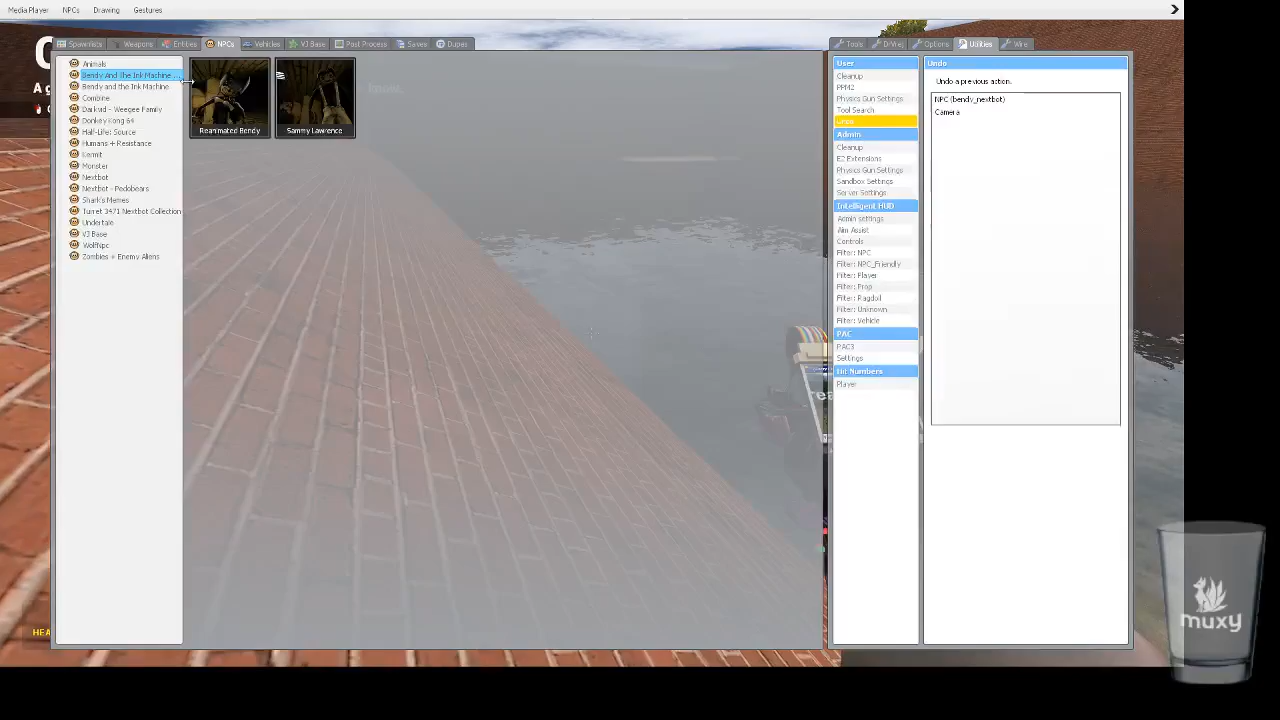 Media Player NPCs Drawing Gestures
Spawnlists Weapons Entities NPCs Vehicles VJ Base Post Process Saves Dupes
Tools Options Utilities Wire
Animals
Bendy And The Ink Machine ...
Bendy and the Ink Machine
Combine
Darkvid - Weegee Family
Donkey Kong 64
Half-Life: Source
Humans + Resistance
Kermit
Monster
Nextbot
Nextbot - Pedobears
Shark's Memes
Turret 3471 Nextbot Collection
Undertale
VJ Base
WolfNpc
Zombies + Enemy Aliens
Reanimated Bendy
Sammy Lawrence
User
Cleanup
PPM2
Physics Gun Settings
Tool Search
Undo
Admin
Cleanup
E2 Extensions
Physics Gun Settings
Sandbox Settings
Server Settings
Intelligent HUD
Admin settings
Aim Assist
Controls
Filter: NPC
Filter: NPC_Friendly
Filter: Player
Filter: Prop
Filter: Ragdoll
Filter: Unknown
Filter: Vehicle
PAC
PAC3
Settings
Hit Numbers
Player
Undo
Undo a previous action.
NPC (bendy_nextbot)
Camera
HEA
muxy